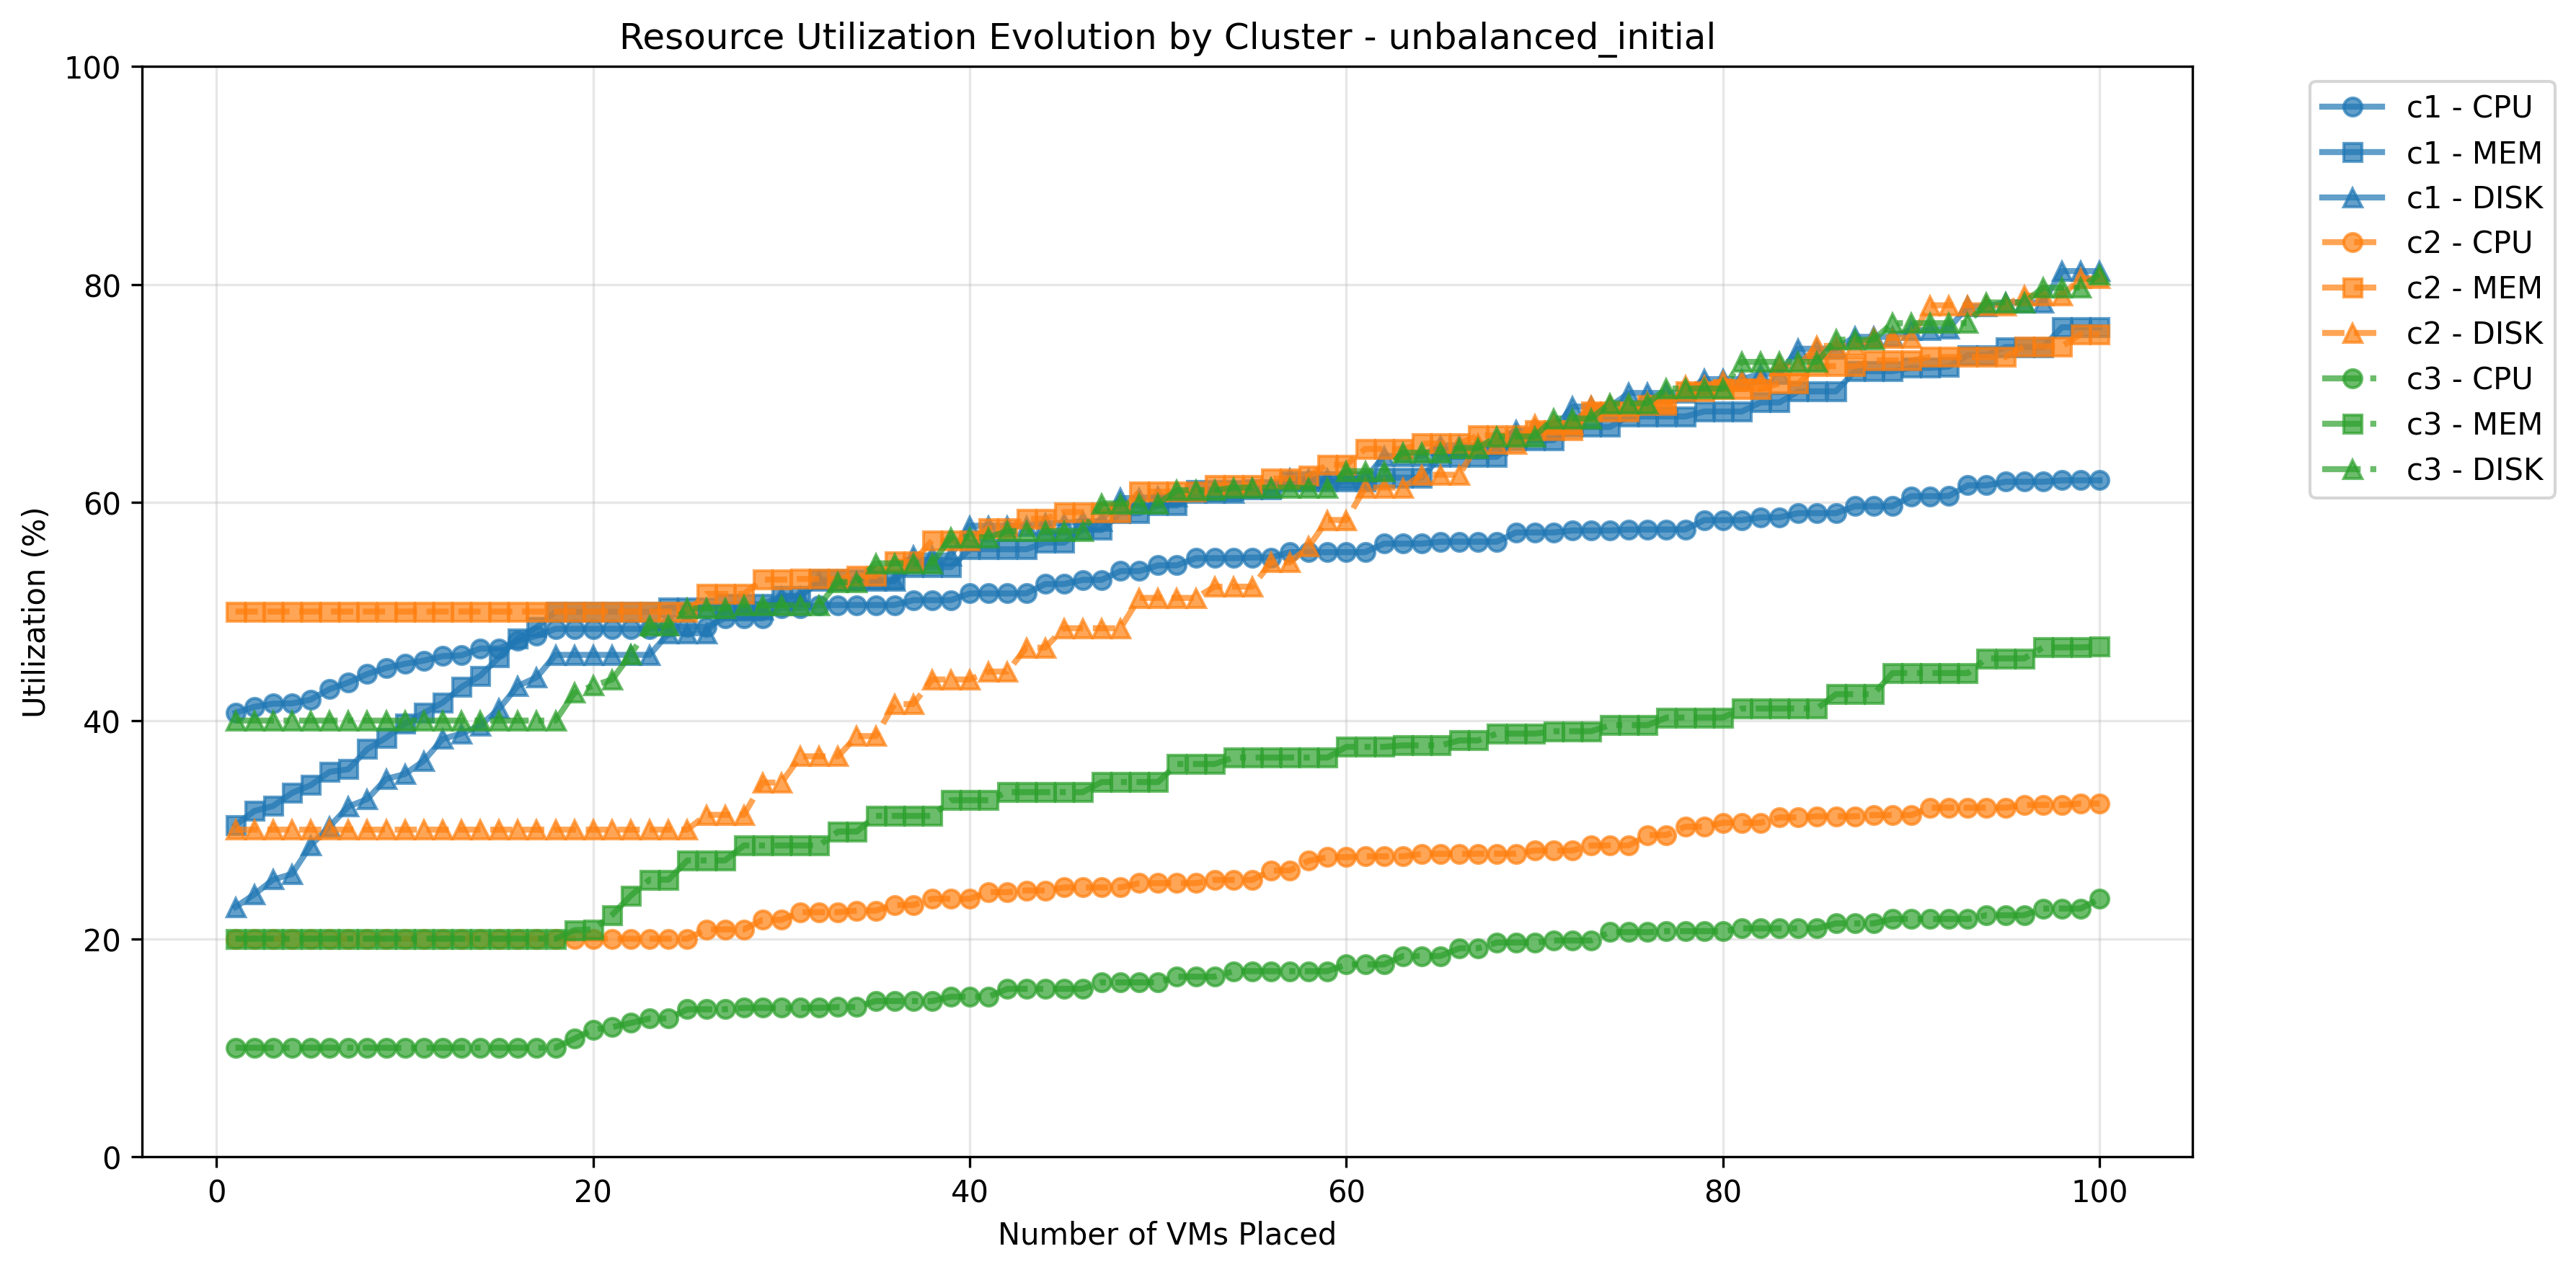 Resource Utilization Evolution by Cluster - unbalanced_initial
Utilization (%)
100
80
60
40
20
0
0 20 40 60 80 100
Number of VMs Placed
c1 - CPU
c1 - MEM
c1 - DISK
c2 - CPU
c2 - MEM
c2 - DISK
c3 - CPU
c3 - MEM
c3 - DISK